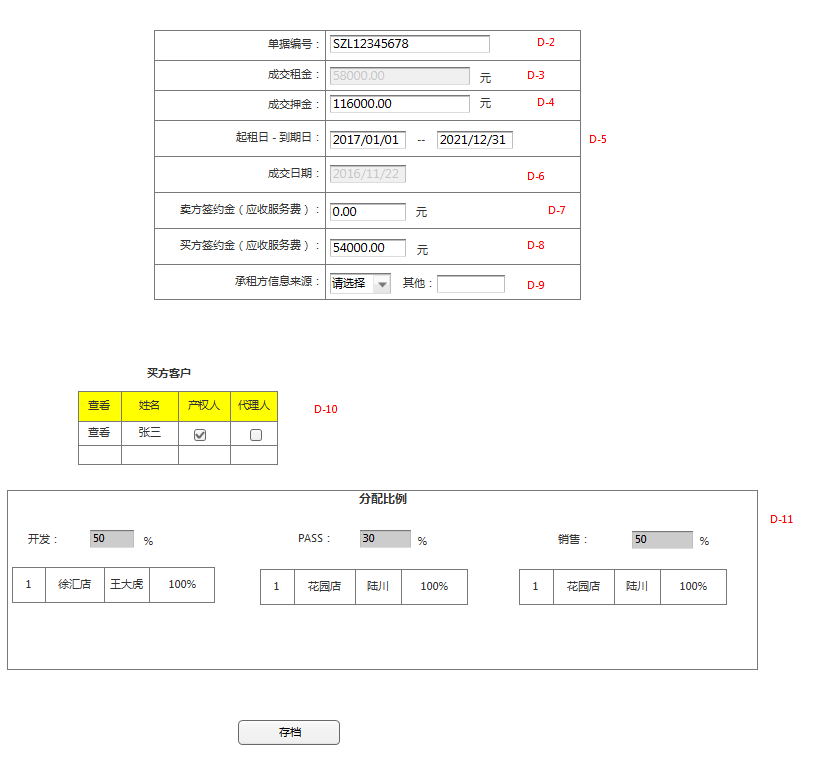 单据编号： SZL12345678 D-2
成交租金： 58000.00 元 D-3
成交押金： 116000.00 元 D-4
起租日 - 到期日： 2017/01/01 -- 2021/12/31 D-5
成交日期： 2016/11/22 D-6
卖方签约金（应收服务费）： 0.00 元 D-7
买方签约金（应收服务费）： 54000.00 元 D-8
承租方信息来源： 请选择 其他： D-9
买方客户
查看 姓名 产权人 代理人 D-10
查看 张三
分配比例
D-11
开发： 50 % PASS： 30 % 销售： 50 %
1 徐汇店 王大虎 100% 1 花园店 陆川 100% 1 花园店 陆川 100%
存档